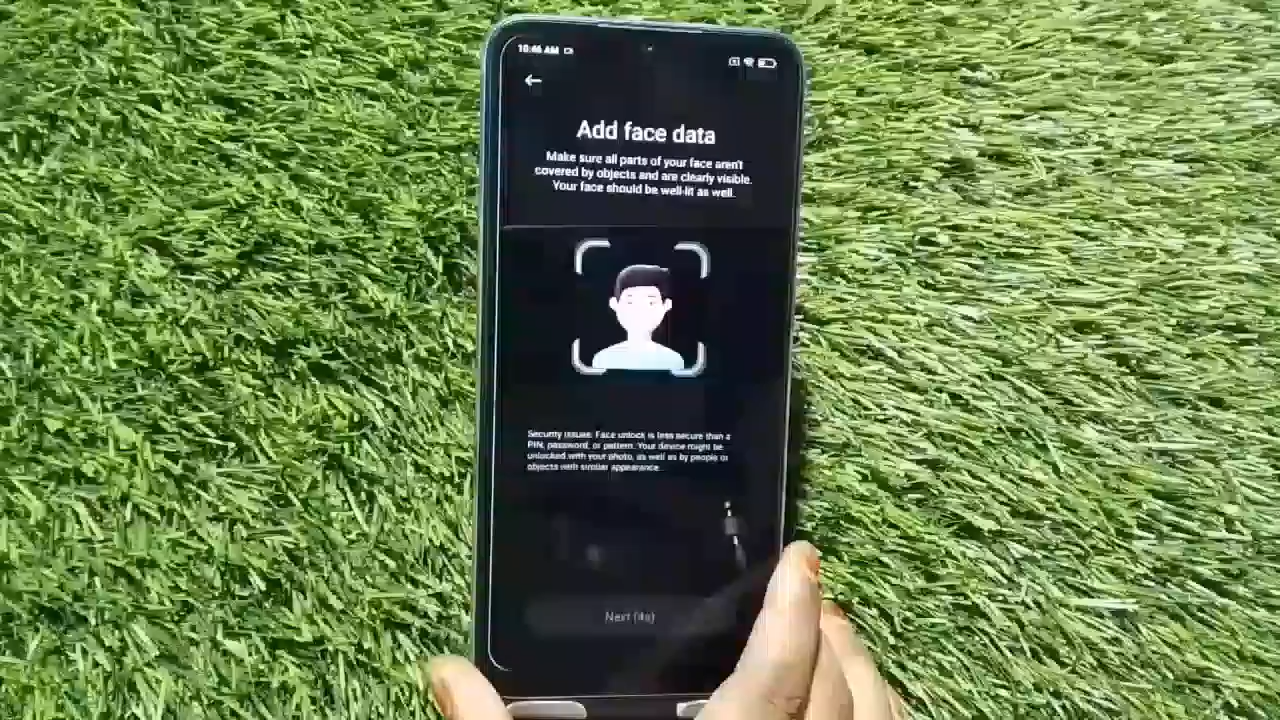 10:46 AM
Add face data
Make sure all parts of your face aren't
covered by objects and are clearly visible.
Your face should be well-lit as well.
Security issues: Face unlock is less secure than a
PIN, password, or pattern. Your device might be
unlocked with your photo, as well as by people or
objects with similar appearance.
Next (4s)